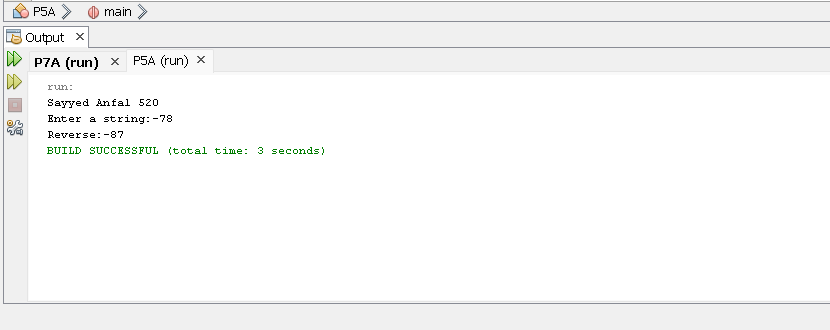 P5A main
Output
P7A (run) P5A (run)
run:
Sayyed Anfal 520
Enter a string:-78
Reverse:-87
BUILD SUCCESSFUL (total time: 3 seconds)